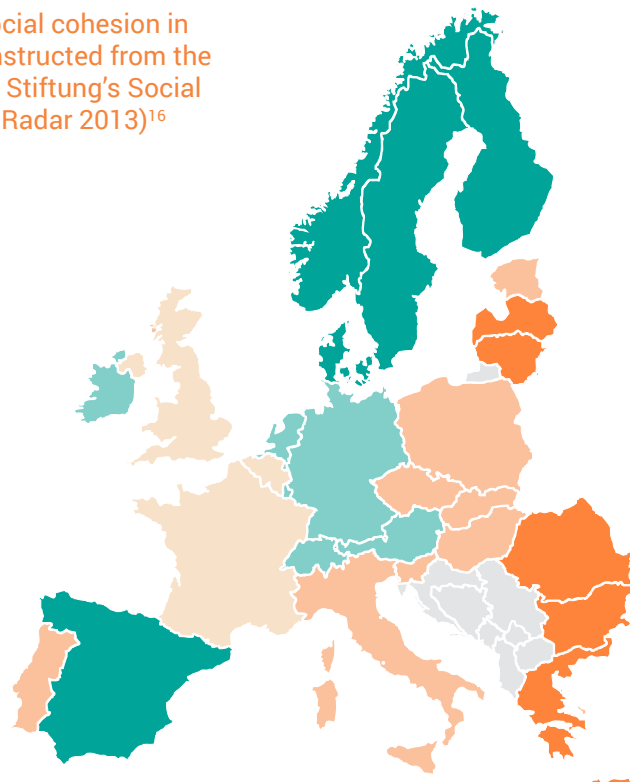 ocial cohesion in
nstructed from the
Stiftung's Social
Radar 2013)¹⁶